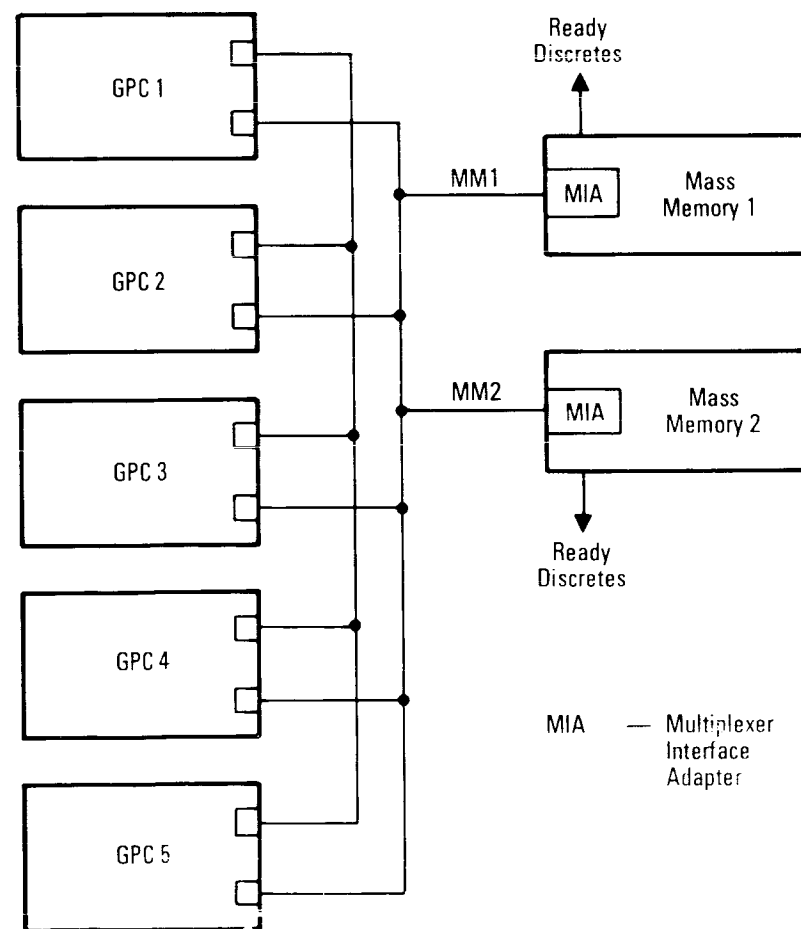 GPC 1
GPC 2
GPC 3
GPC 4
GPC 5
Ready
Discretes
MM1
MIA
Mass
Memory 1
MM2
MIA
Mass
Memory 2
Ready
Discretes
MIA — Multiplexer
Interface
Adapter